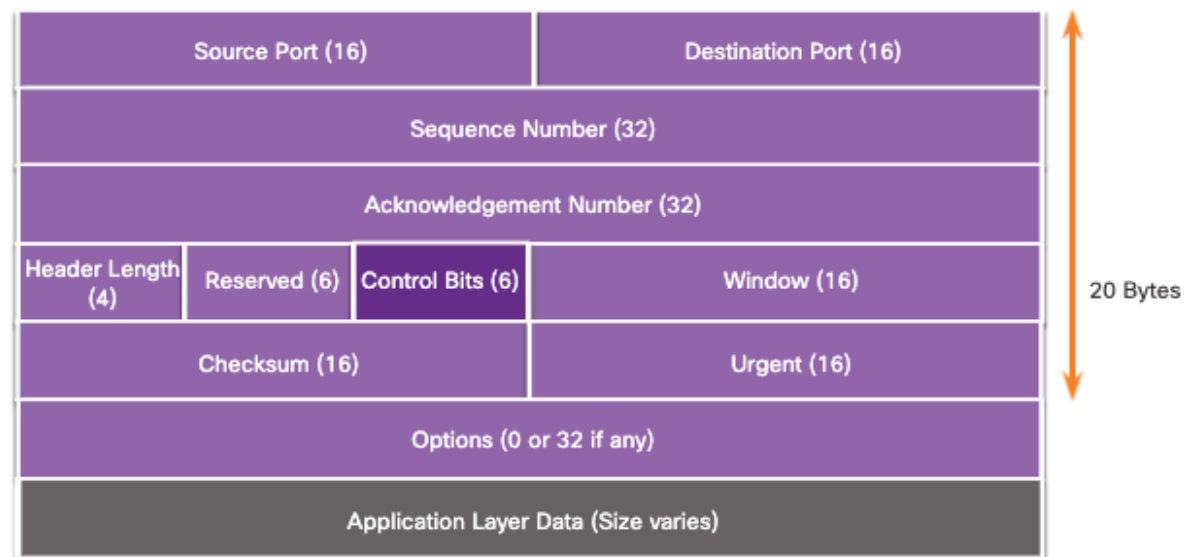 Source Port (16)
Destination Port (16)
Sequence Number (32)
Acknowledgement Number (32)
Header Length
(4)
Reserved (6)
Control Bits (6)
Window (16)
20 Bytes
Checksum (16)
Urgent (16)
Options (0 or 32 if any)
Application Layer Data (Size varies)